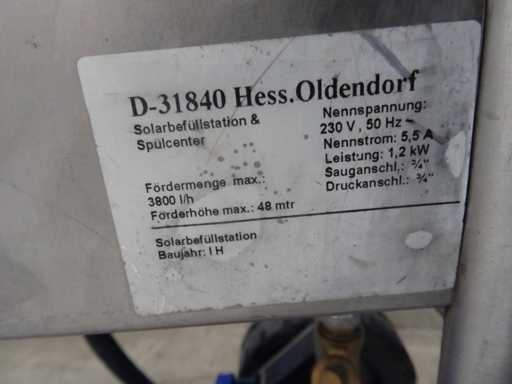 D-31840 Hess.Oldendorf
Solarbefüllstation &
Spülcenter
Fördermenge max.:
3800 l/h
Förderhöhe max.: 48 mtr
Nennspannung:
230 V , 50 Hz
Nennstrom: 5,5 A
Leistung: 1,2 kW
Sauganschl.: ¾"
Druckanschl.: ¾"
Solarbefüllstation
Baujahr: I H